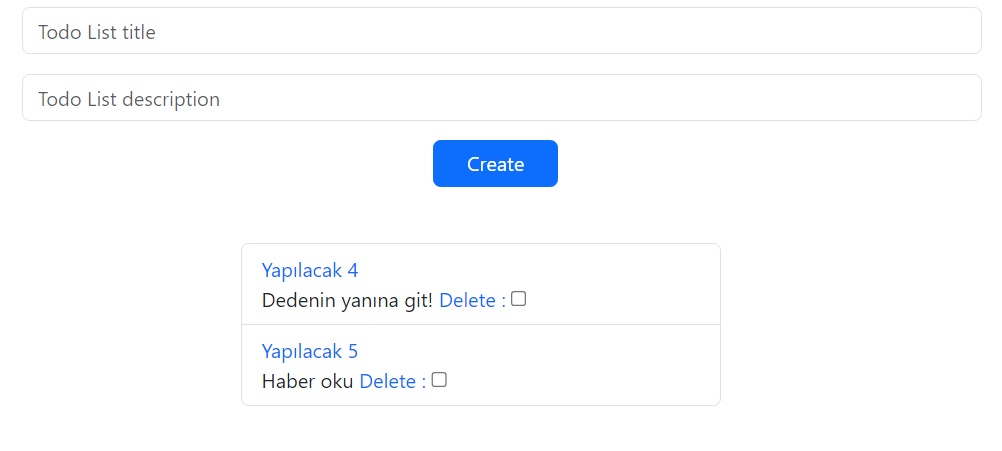 Todo List title
Todo List description
Create
Yapılacak 4
Dedenin yanına git! Delete :
Yapılacak 5
Haber oku Delete :